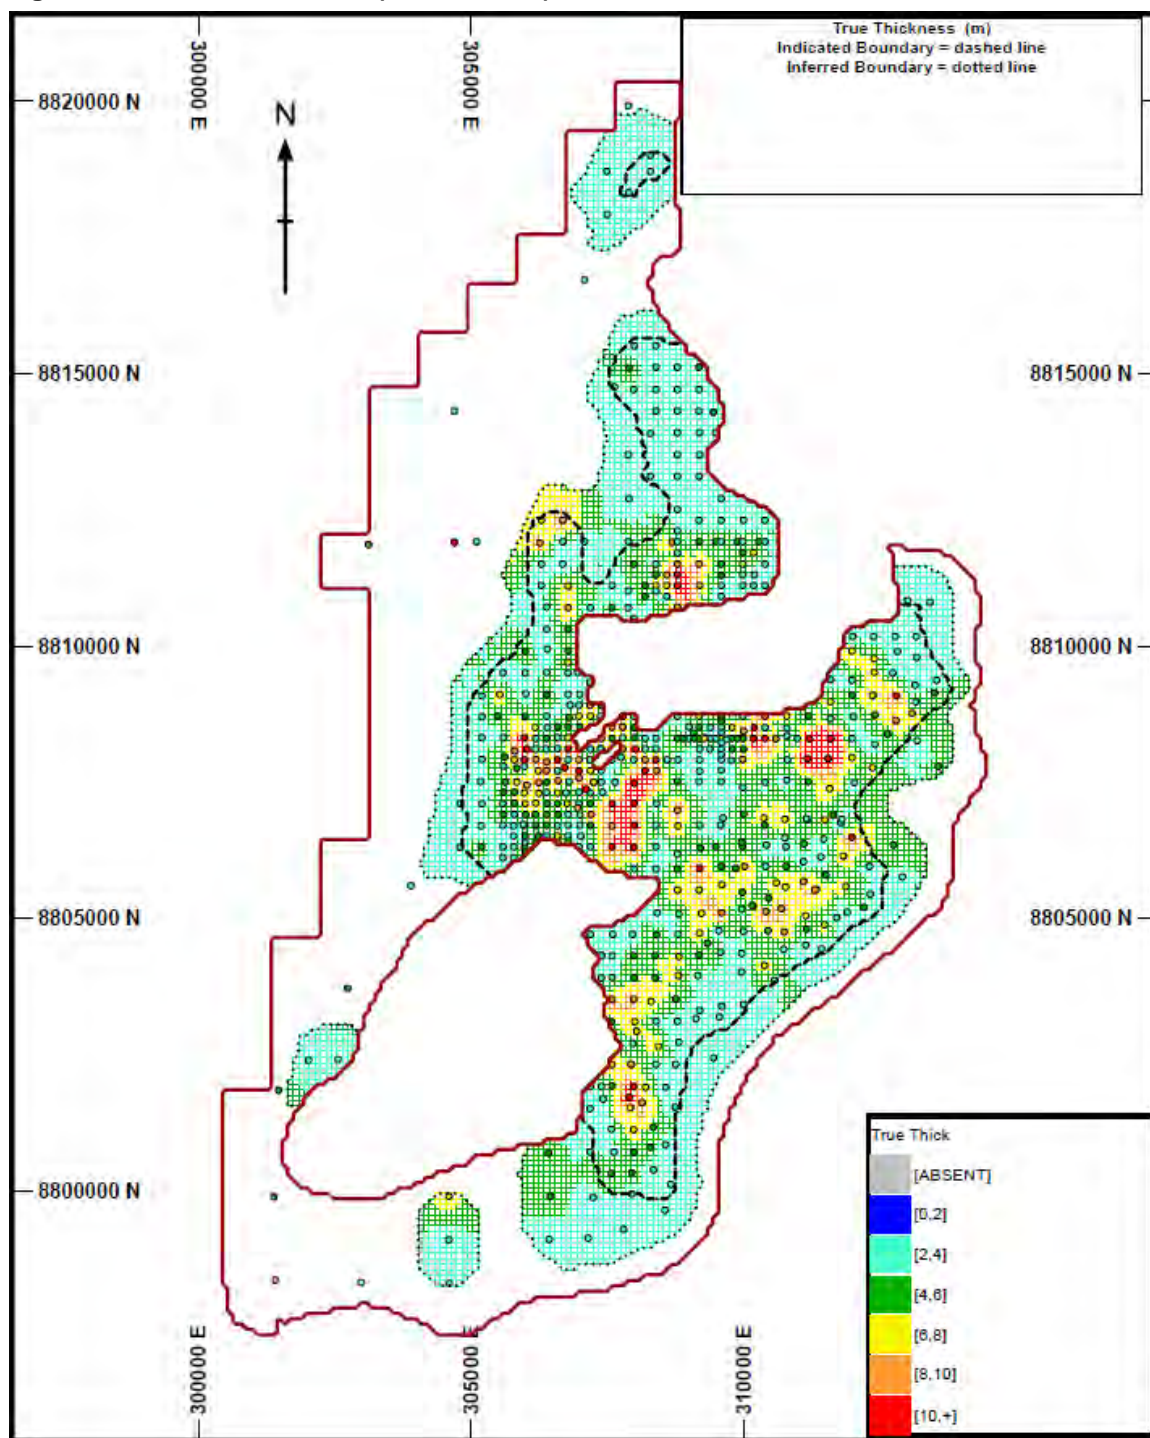 True Thickness (m)
Indicated Boundary = dashed line
Inferred Boundary = dotted line
300000 E
305000 E
N
8820000 N
8815000 N
8815000 N
8810000 N
8810000 N
8805000 N
8805000 N
8800000 N
300000 E
305000 E
310000 E
True Thick
[ABSENT]
[0,2]
[2,4]
[4,6]
[6,8]
[8,10]
[10,+]